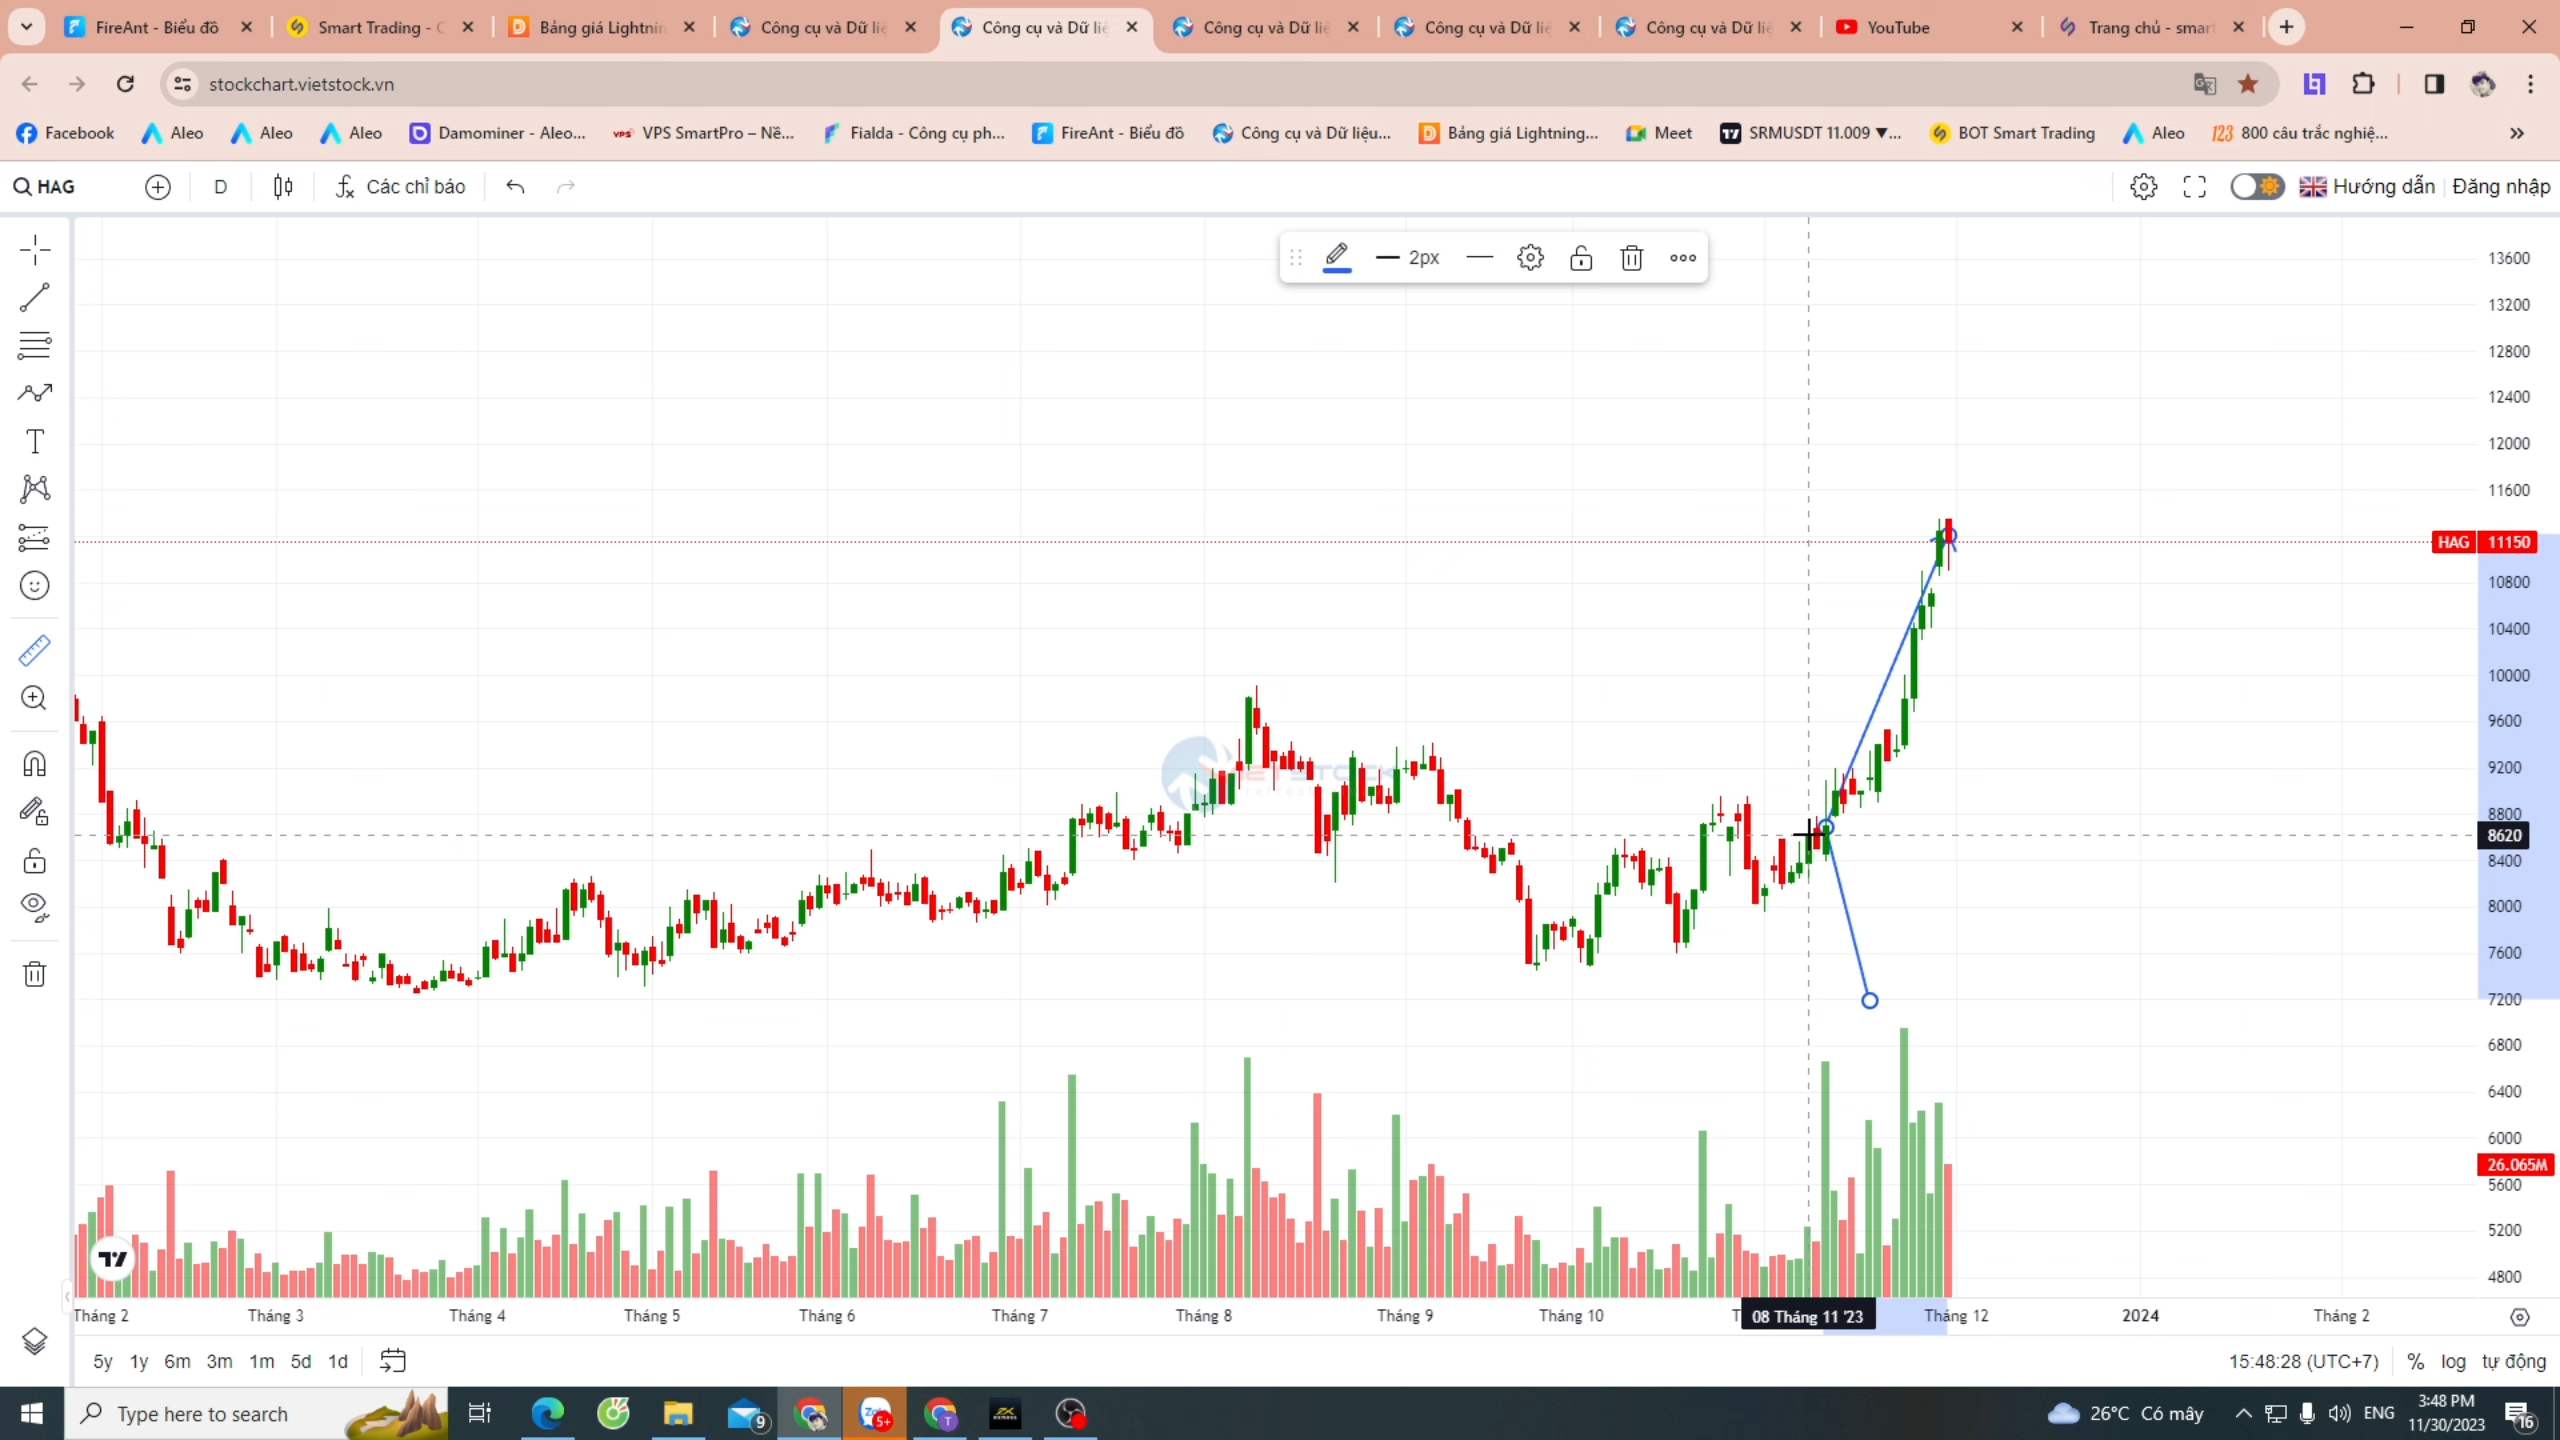 FireAnt - Biểu đồ
Smart Trading - C
Bảng giá Lightnin
Công cụ và Dữ liệ
Công cụ và Dữ liệ
Công cụ và Dữ liệ
Công cụ và Dữ liệ
Công cụ và Dữ liệ
YouTube
Trang chủ - smar
stockchart.vietstock.vn
Facebook
Aleo
Aleo
Aleo
Damominer - Aleo...
VPS SmartPro – Nề...
Fialda - Công cụ ph...
FireAnt - Biểu đồ
Công cụ và Dữ liệu...
Bảng giá Lightning...
Meet
SRMUSDT 11.009 ▼...
BOT Smart Trading
Aleo
123 800 câu trắc nghiệ...
HAG
D
Các chỉ báo
Hướng dẫn
Đăng nhập
2px
13600
13200
12800
12400
12000
11600
HAG 11150
10800
10400
10000
9600
9200
8800
8620
8400
8000
7600
7200
6800
6400
6000
26.065M
5600
5200
4800
Tháng 2
Tháng 3
Tháng 4
Tháng 5
Tháng 6
Tháng 7
Tháng 8
Tháng 9
Tháng 10
T
08 Tháng 11 '23
Tháng 12
2024
Tháng 2
5y 1y 6m 3m 1m 5d 1d
15:48:28 (UTC+7)
% log tự động
Type here to search
9
5+
T
26°C Có mây
ENG
3:48 PM
11/30/2023
16